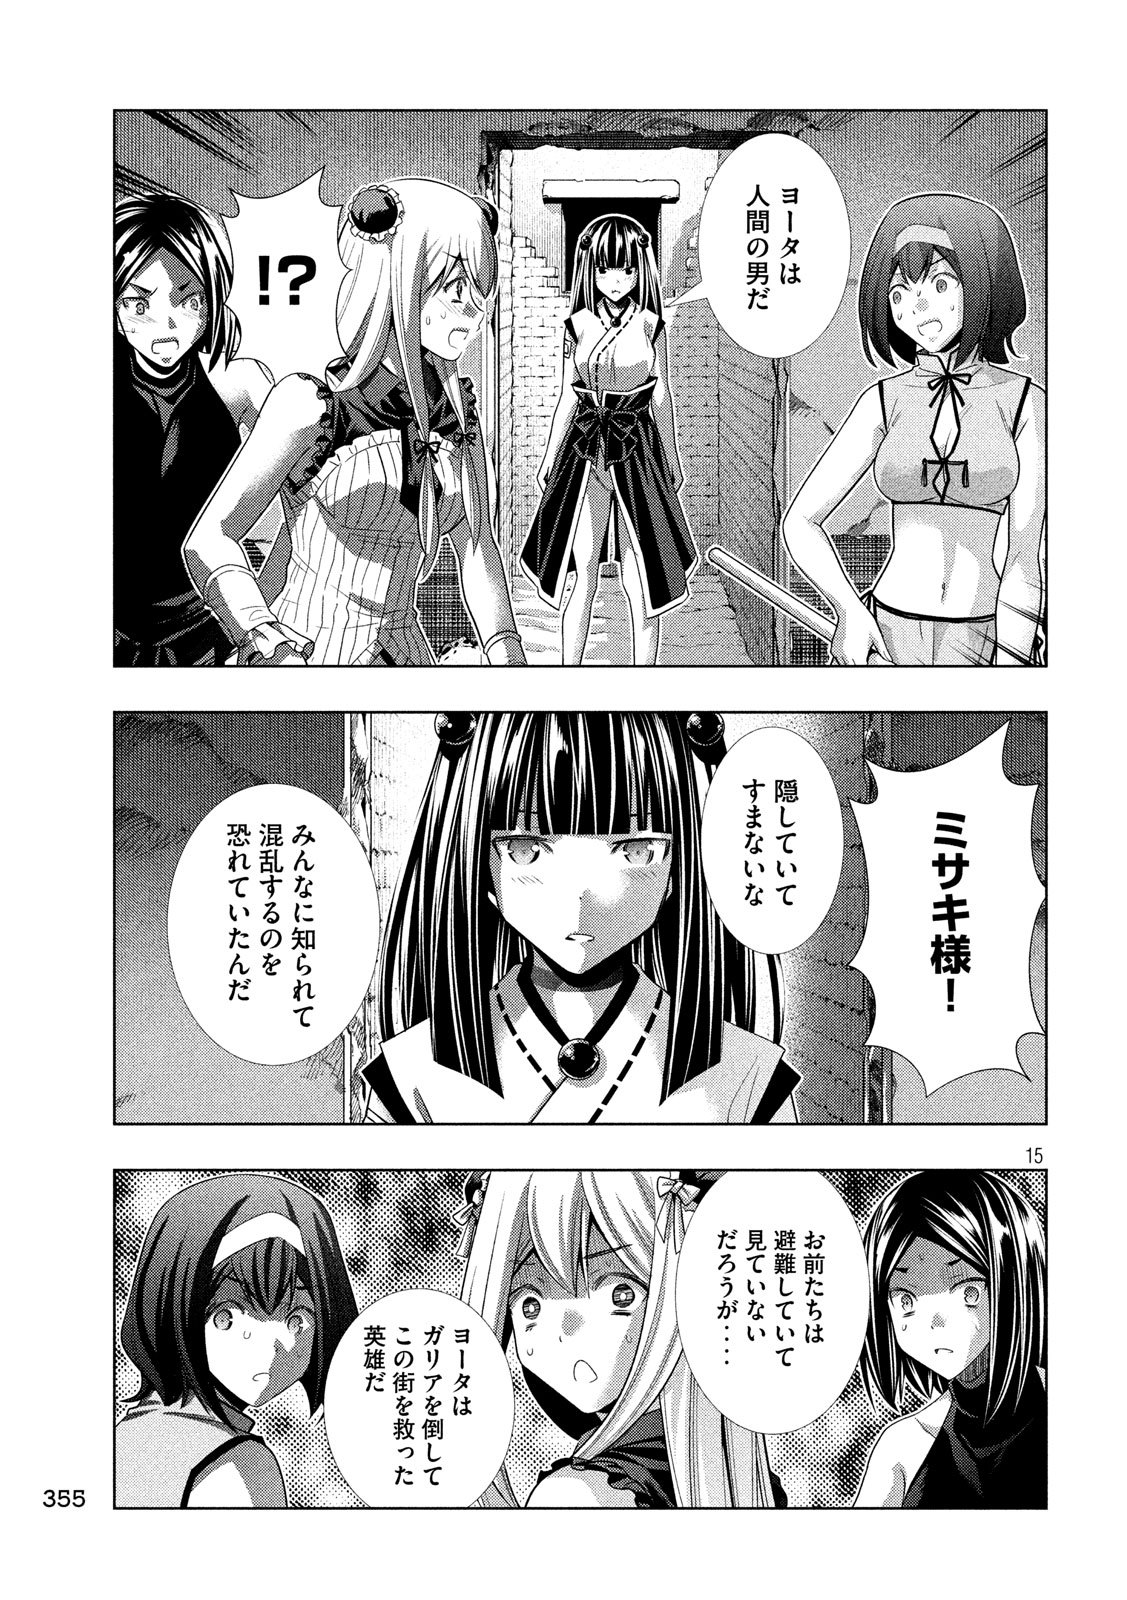 ヨータは
人間の男だ
!?
ミサキ様！
隠していて
すまないな
みんなに知られて
混乱するのを
恐れていたんだ
15
お前たちは
避難していて
見ていない
だろうが‥‥
ヨータは
ガリアを倒して
この街を救った
英雄だ
355